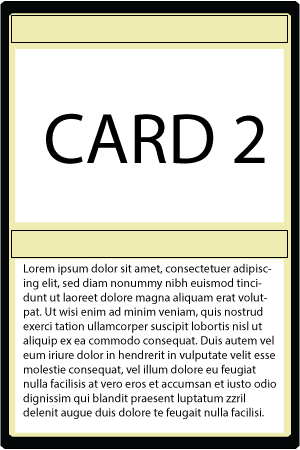 CARD 2
Lorem ipsum dolor sit amet, consectetuer adipisc-
ing elit, sed diam nonummy nibh euismod tinci-
dunt ut laoreet dolore magna aliquam erat volut-
pat. Ut wisi enim ad minim veniam, quis nostrud
exerci tation ullamcorper suscipit lobortis nisl ut
aliquip ex ea commodo consequat. Duis autem vel
eum iriure dolor in hendrerit in vulputate velit esse
molestie consequat, vel illum dolore eu feugiat
nulla facilisis at vero eros et accumsan et iusto odio
dignissim qui blandit praesent luptatum zzril
delenit augue duis dolore te feugait nulla facilisi.